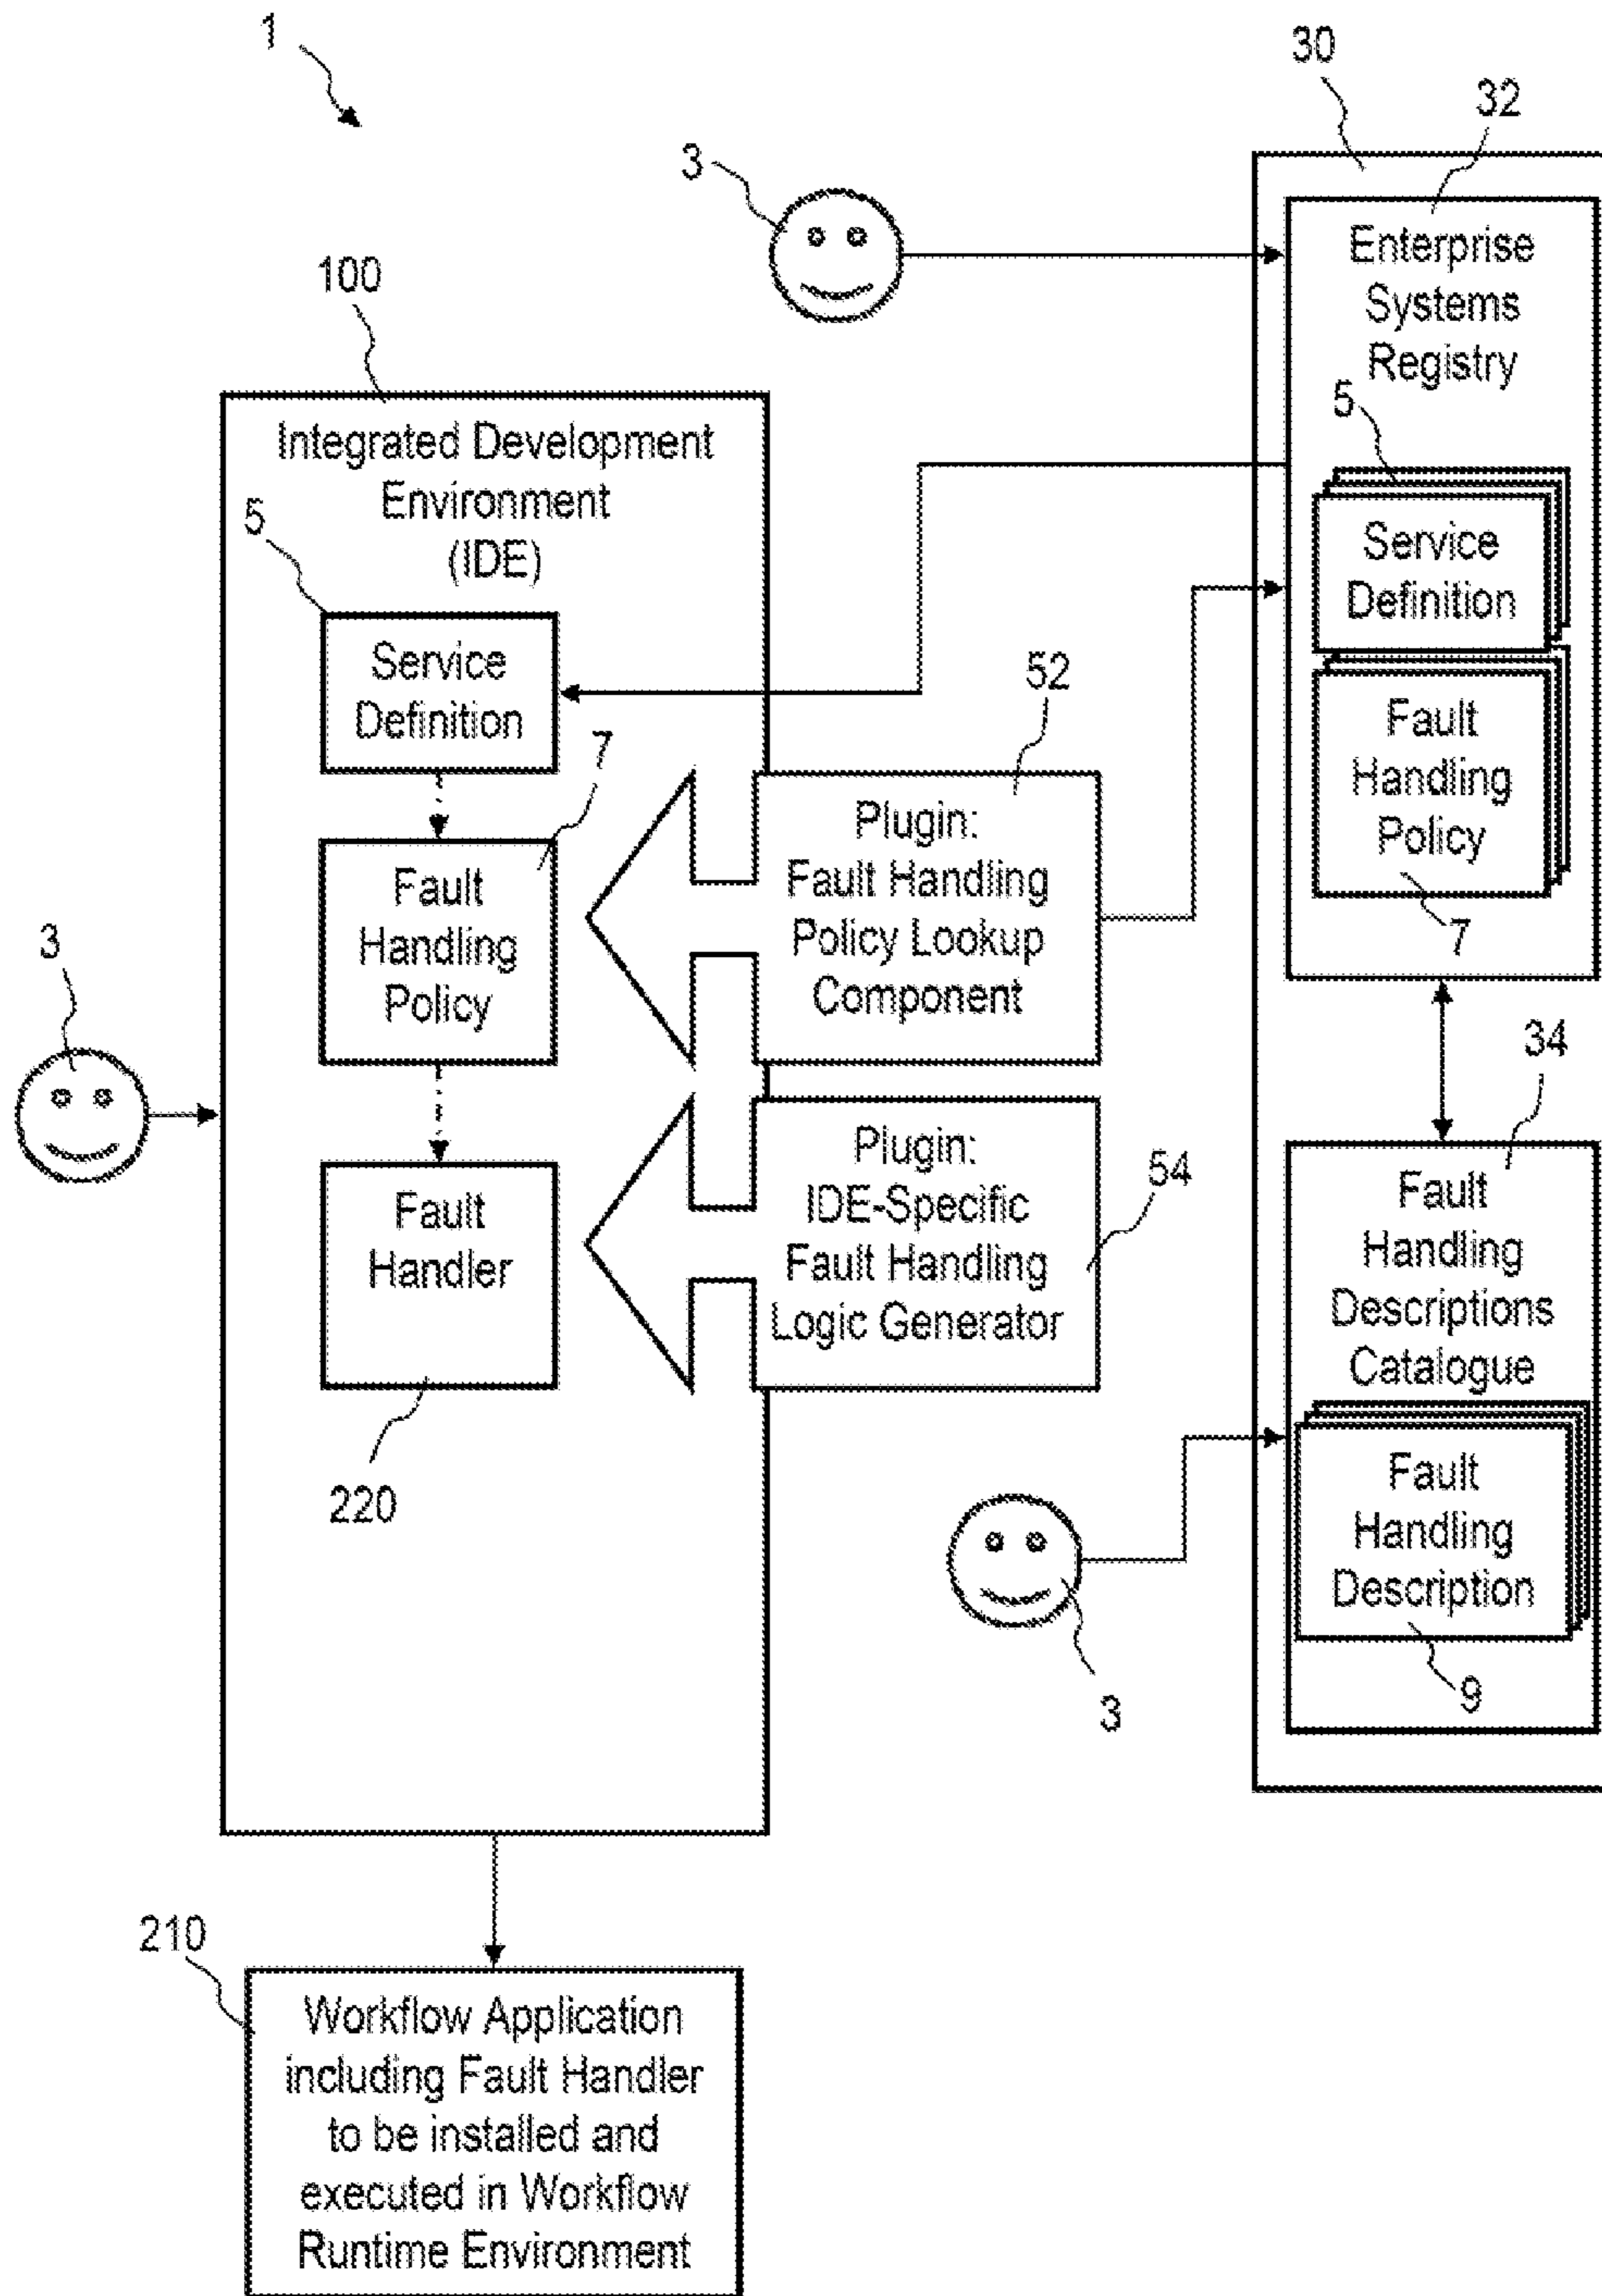 1
30
32
3
Enterprise
Systems
Registry
100
Integrated Development
Environment
(IDE)
5
5
Service
Definition
Service
Definition
52
7
Fault
Handling
Policy
7
Plugin:
Fault Handling
Policy Lookup
Component
Fault
Handling
Policy
3
34
Fault
Handling
Descriptions
Catalogue
Plugin:
IDE-Specific
Fault Handling
Logic Generator
54
Fault
Handler
220
Fault
Handling
Description
9
3
210
Workflow Application
including Fault Handler
to be installed and
executed in Workflow
Runtime Environment